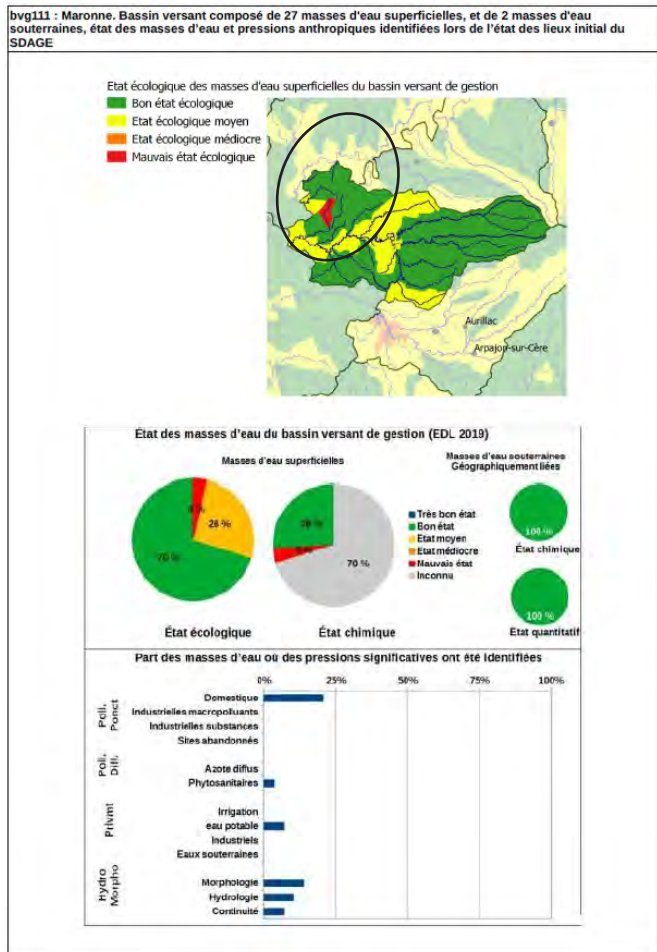 bvg111 : Maronne. Bassin versant composé de 27 masses d'eau superficielles, et de 2 masses d'eau
souterraines, état des masses d'eau et pressions anthropiques identifiées lors de l'état des lieux initial du
SDAGE
Etat écologique des masses d'eau superficielles du bassin versant de gestion
Bon état écologique
Etat écologique moyen
Etat écologique médiocre
Mauvais état écologique
Aurillac
Arpajon-sur-Cère
État des masses d'eau du bassin versant de gestion (EDL 2019)
Masses d'eau superficielles
Masses d'eau souterraines
Géographiquement liées
26 %
70 %
État écologique
70 %
État chimique
Très bon état
Bon état
Etat moyen
Etat médiocre
Mauvais état
Inconnu
100 %
État chimique
100 %
Etat quantitatif
Part des masses d'eau où des pressions significatives ont été identifiées
0% 25% 50% 75% 100%
Poll. Ponct
Domestique
Industrielles macropolluants
Industrielles substances
Sites abandonnés
Poll. Diff.
Azote diffus
Phytosanitaires
Privmt
Irrigation
eau potable
Industriels
Eaux souterraines
Hydro Morpho
Morphologie
Hydrologie
Continuité